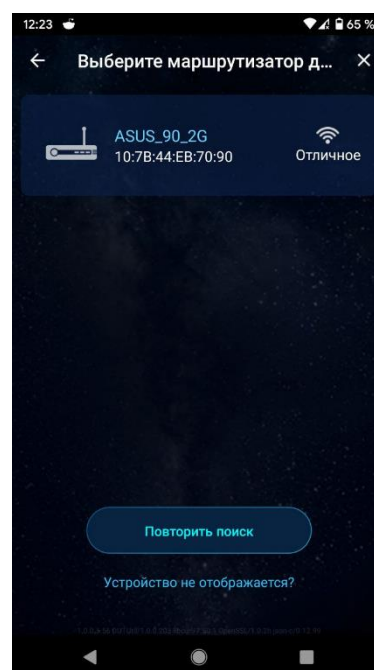 12:23
65 %
Выберите маршрутизатор д...
ASUS_90_2G
10:7B:44:EB:70:90
Отличное
Повторить поиск
Устройство не отображается?